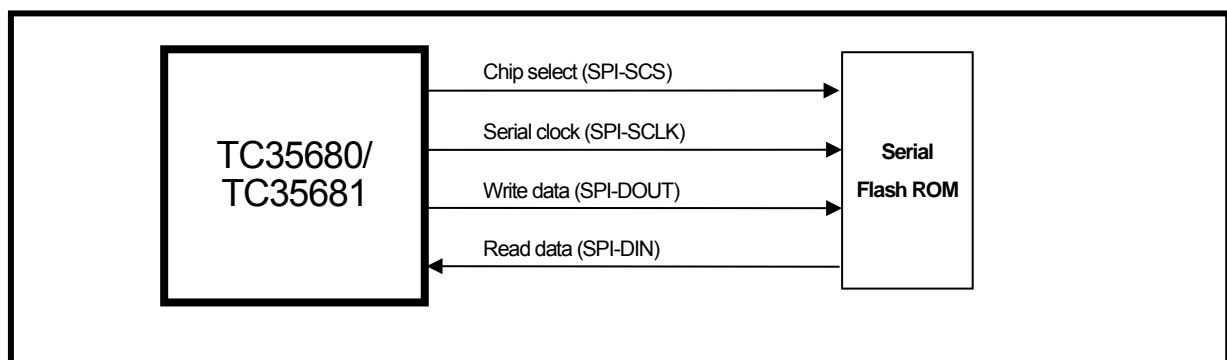 TC35680/
TC35681
Chip select (SPI-SCS)
Serial clock (SPI-SCLK)
Write data (SPI-DOUT)
Read data (SPI-DIN)
Serial
Flash ROM